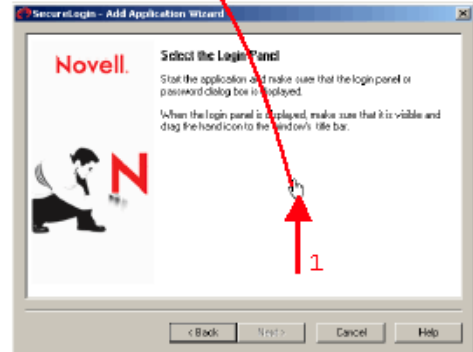 SecureLogin - Add Application Wizard
Novell.
Select the Login Panel
Start the application and make sure that the login panel or
password dialog box is displayed.
When the login panel is displayed, make sure that it is visible and
drag the hand icon to the window's title bar.
N
1
< Back
Next >
Cancel
Help